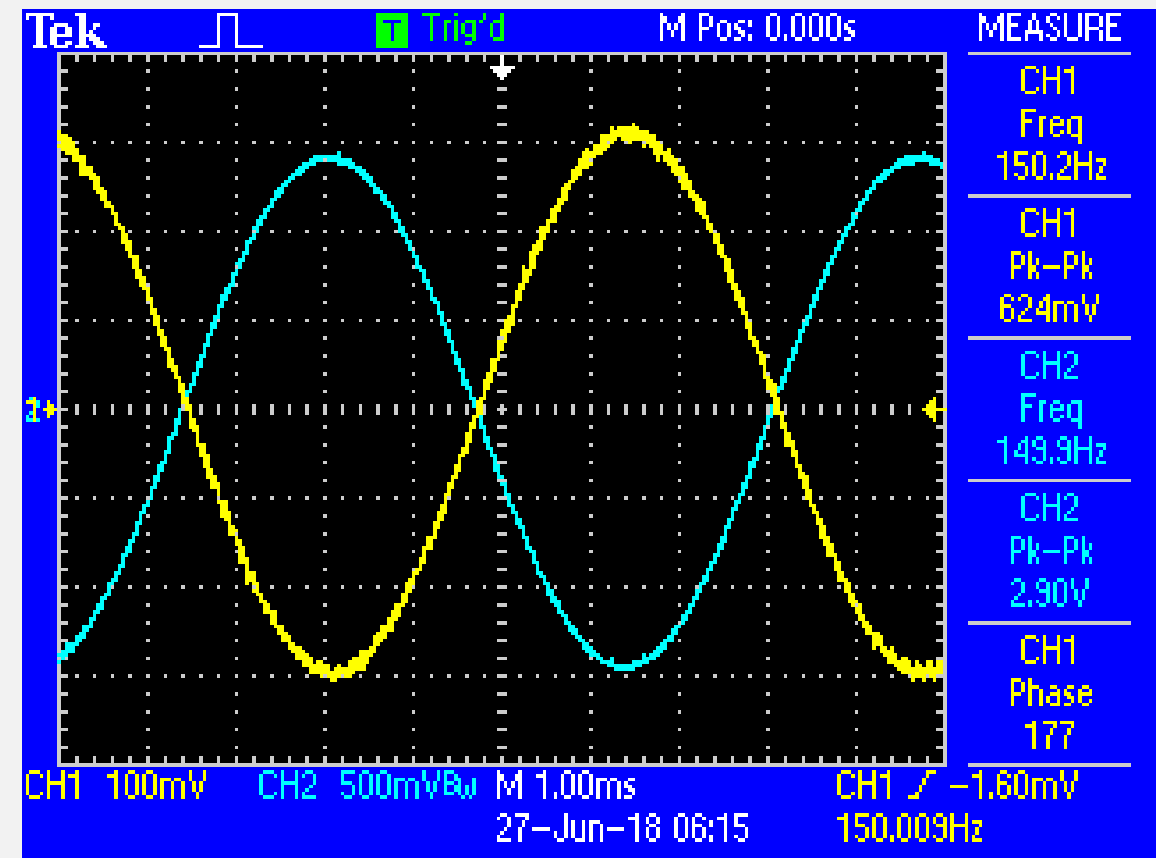 Tek T Trig'd M Pos: 0.000s MEASURE
CH1
Freq
150.2Hz
CH1
Pk-Pk
624mV
CH2
Freq
149.9Hz
CH2
Pk-Pk
2.90V
CH1
Phase
177
2
CH1 100mV CH2 500mVBw M 1.00ms CH1 -1.60mV
27-Jun-18 06:15 150.009Hz